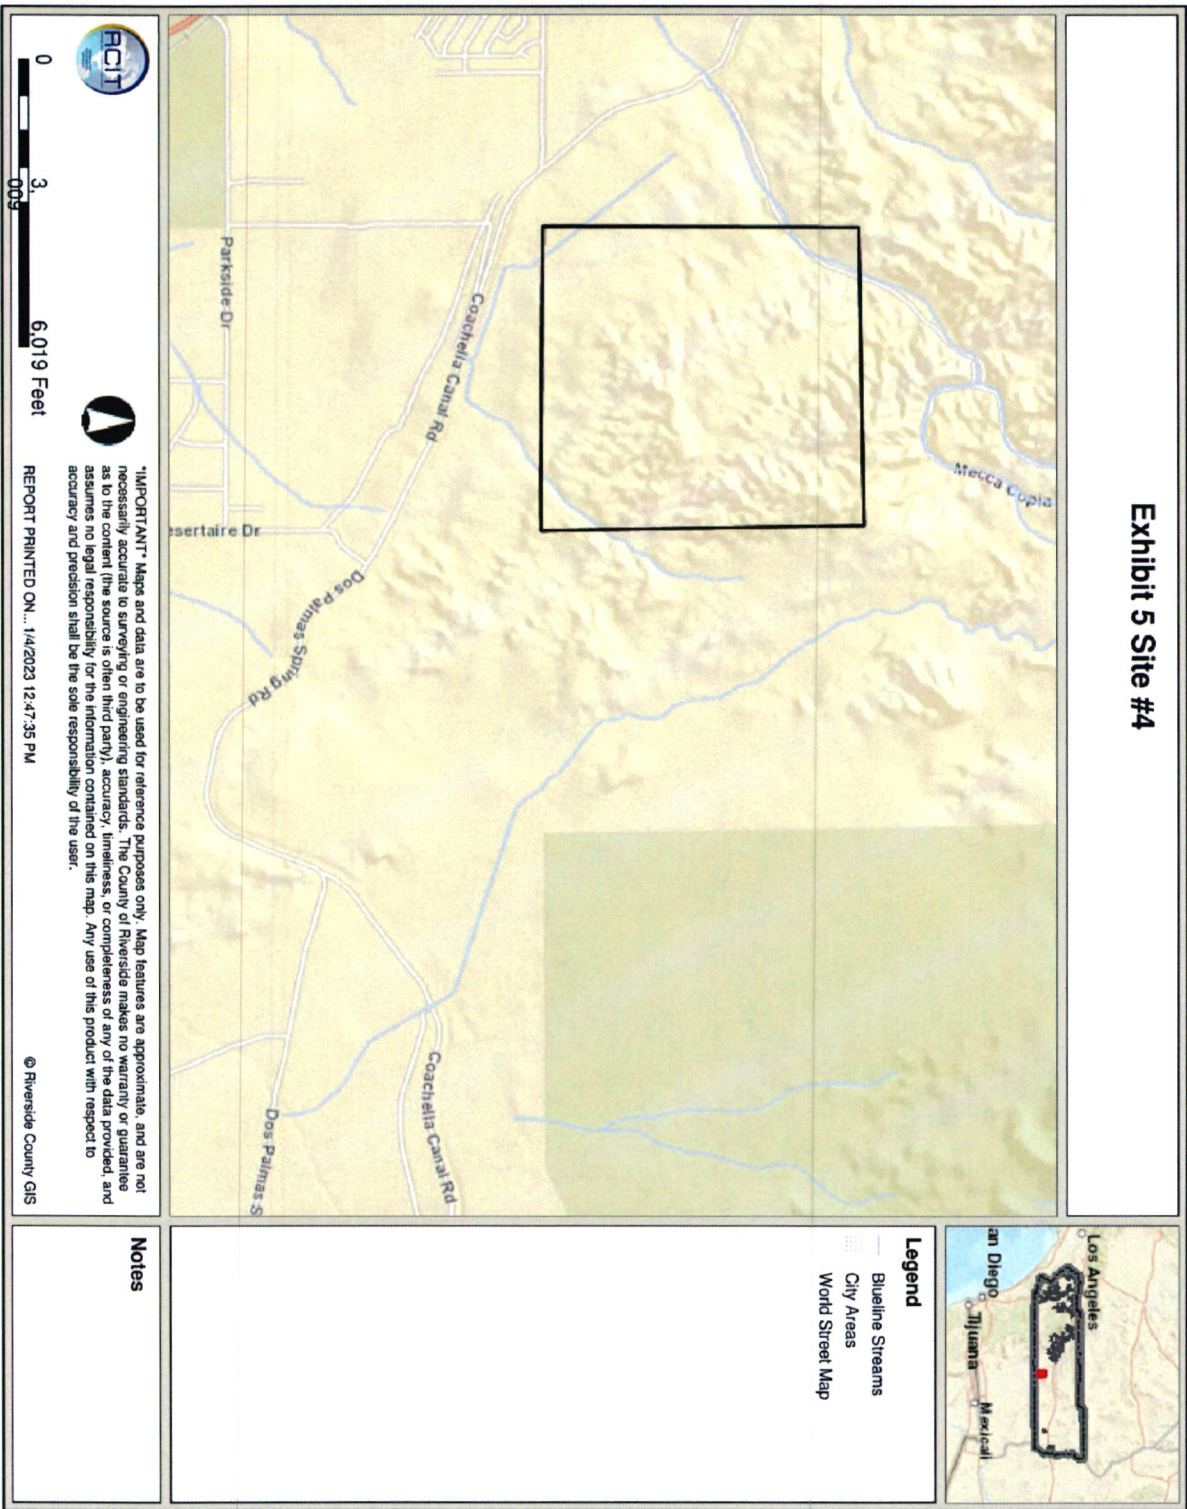 Exhibit 5 Site #4
Los Angeles
an Diego
Tijuana
Mexicali
Legend
Blueline Streams
City Areas
World Street Map
Mecca Copia
Coachella Canal Rd
Parkside Dr
esertaire Dr
Dos Palmas Spring Rd
Coachella Canal Rd
Dos Palmas S
RCIT
0
3,
009
6,019 Feet
*IMPORTANT* Maps and data are to be used for reference purposes only. Map features are approximate, and are not
necessarily accurate to surveying or engineering standards. The County of Riverside makes no warranty or guarantee
as to the content (the source is often third party), accuracy, timeliness, or completeness of any of the data provided, and
assumes no legal responsibility for the information contained on this map. Any use of this product with respect to
accuracy and precision shall be the sole responsibility of the user.
REPORT PRINTED ON... 1/4/2023 12:47:35 PM
© Riverside County GIS
Notes